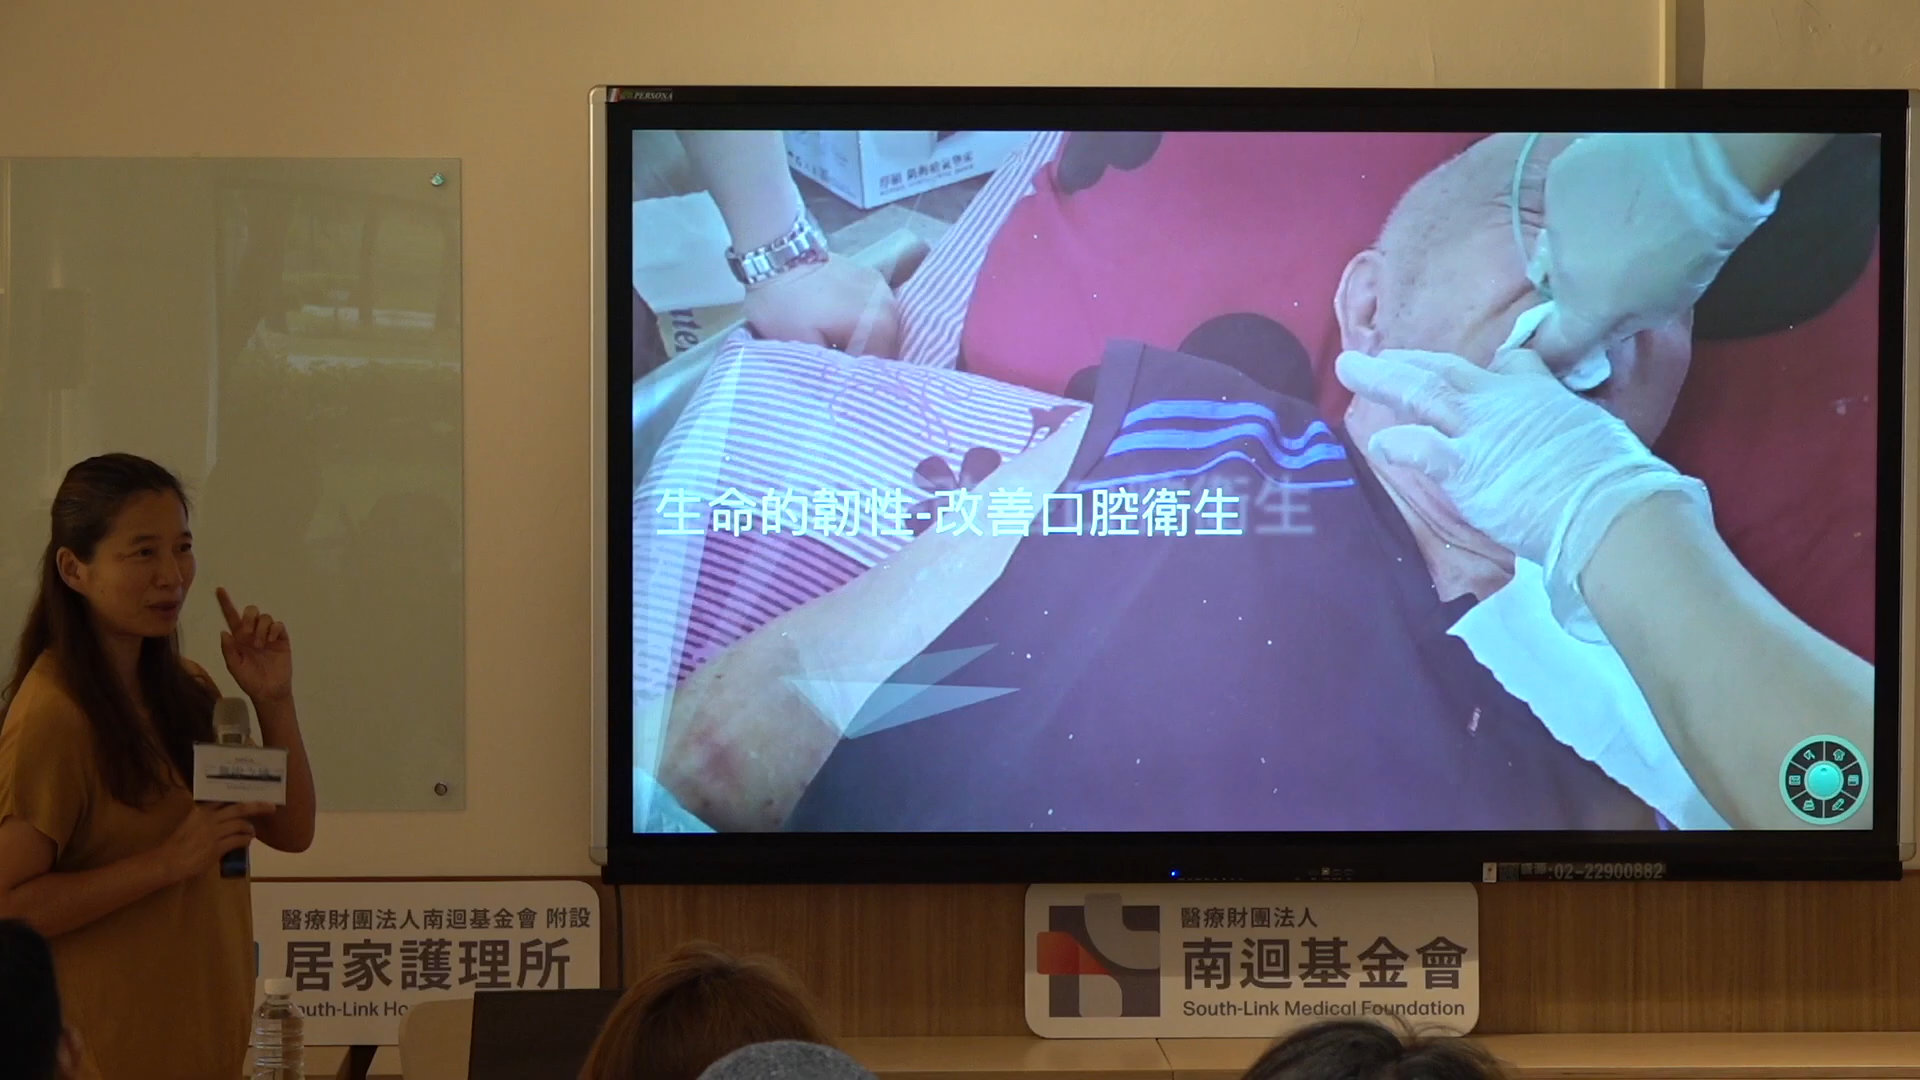 PERSONA
生命的韌性-改善口腔衛生
:02-22900882
醫療財團法人南迴基金會 附設
居家護理所
醫療財團法人
南迴基金會
South-Link Medical Foundation